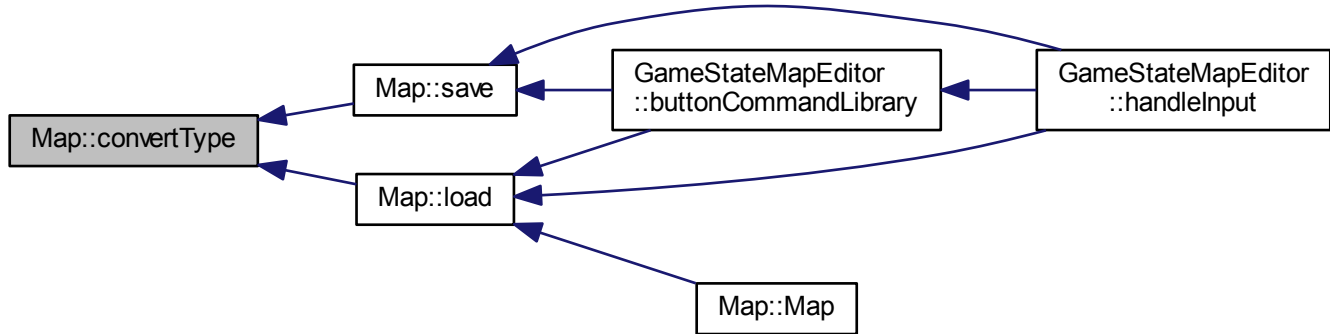 Map::convertType
Map::save
Map::load
GameStateMapEditor
::buttonCommandLibrary
Map::Map
GameStateMapEditor
::handleInput